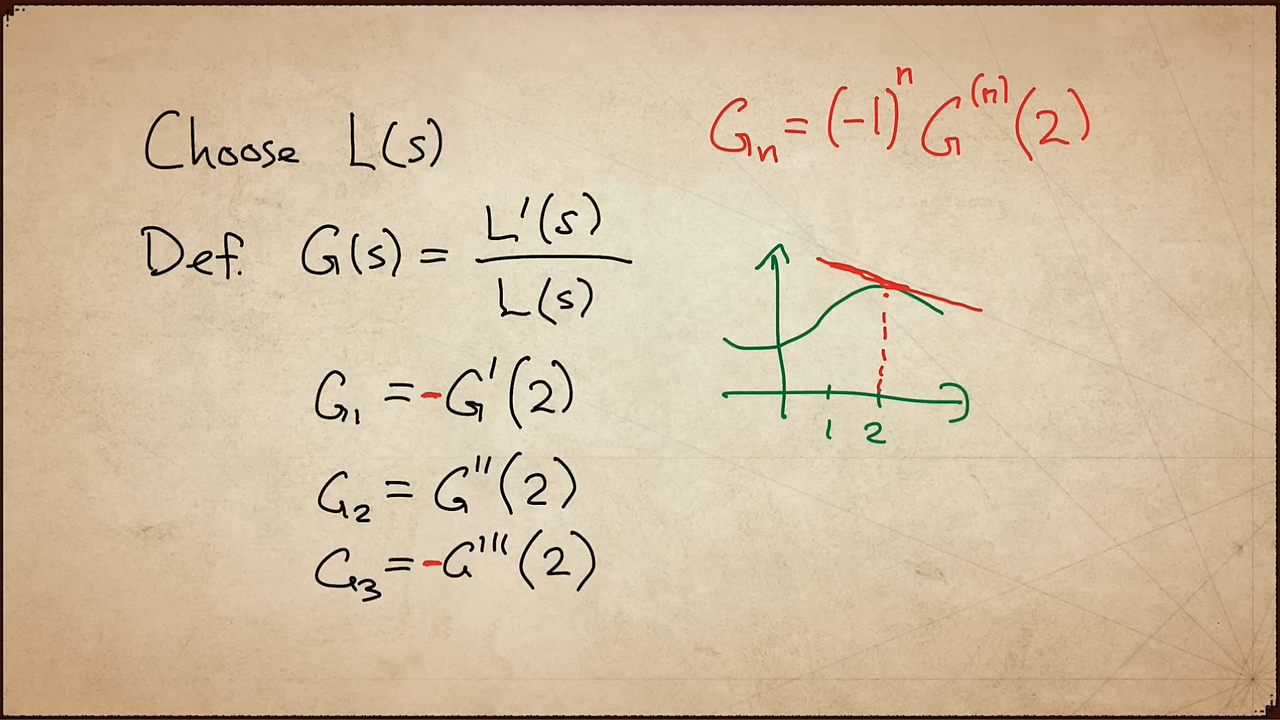 Choose L(s)
Def. G(s) = L'(s) / L(s)
G₁ = -G'(2)
G₂ = G''(2)
G₃ = -G'''(2)
Gₙ = (-1)ⁿ G⁽ⁿ⁾(2)
1 2